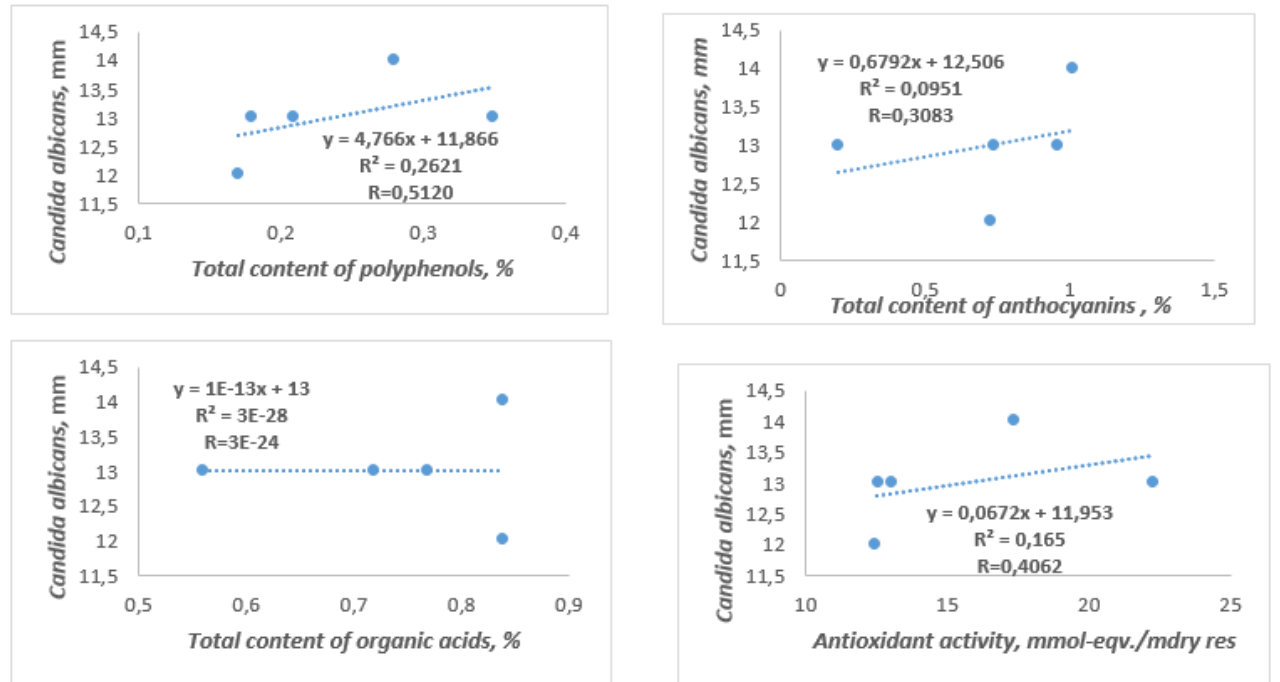 14,5
14
13,5
13
12,5
12
11,5
0,1
0,2
0,3
0,4
Candida albicans, mm
Total content of polyphenols, %
y = 4,766x + 11,866
R² = 0,2621
R=0,5120
14,5
14
13,5
13
12,5
12
11,5
0
0,5
1
1,5
Candida albicans, mm
Total content of anthocyanins , %
y = 0,6792x + 12,506
R² = 0,0951
R=0,3083
14,5
14
13,5
13
12,5
12
11,5
0,5
0,6
0,7
0,8
0,9
Candida albicans, mm
Total content of organic acids, %
y = 1E-13x + 13
R² = 3E-28
R=3E-24
14,5
14
13,5
13
12,5
12
11,5
10
15
20
25
Candida albicans, mm
Antioxidant activity, mmol-eqv./mdry res
y = 0,0672x + 11,953
R² = 0,165
R=0,4062